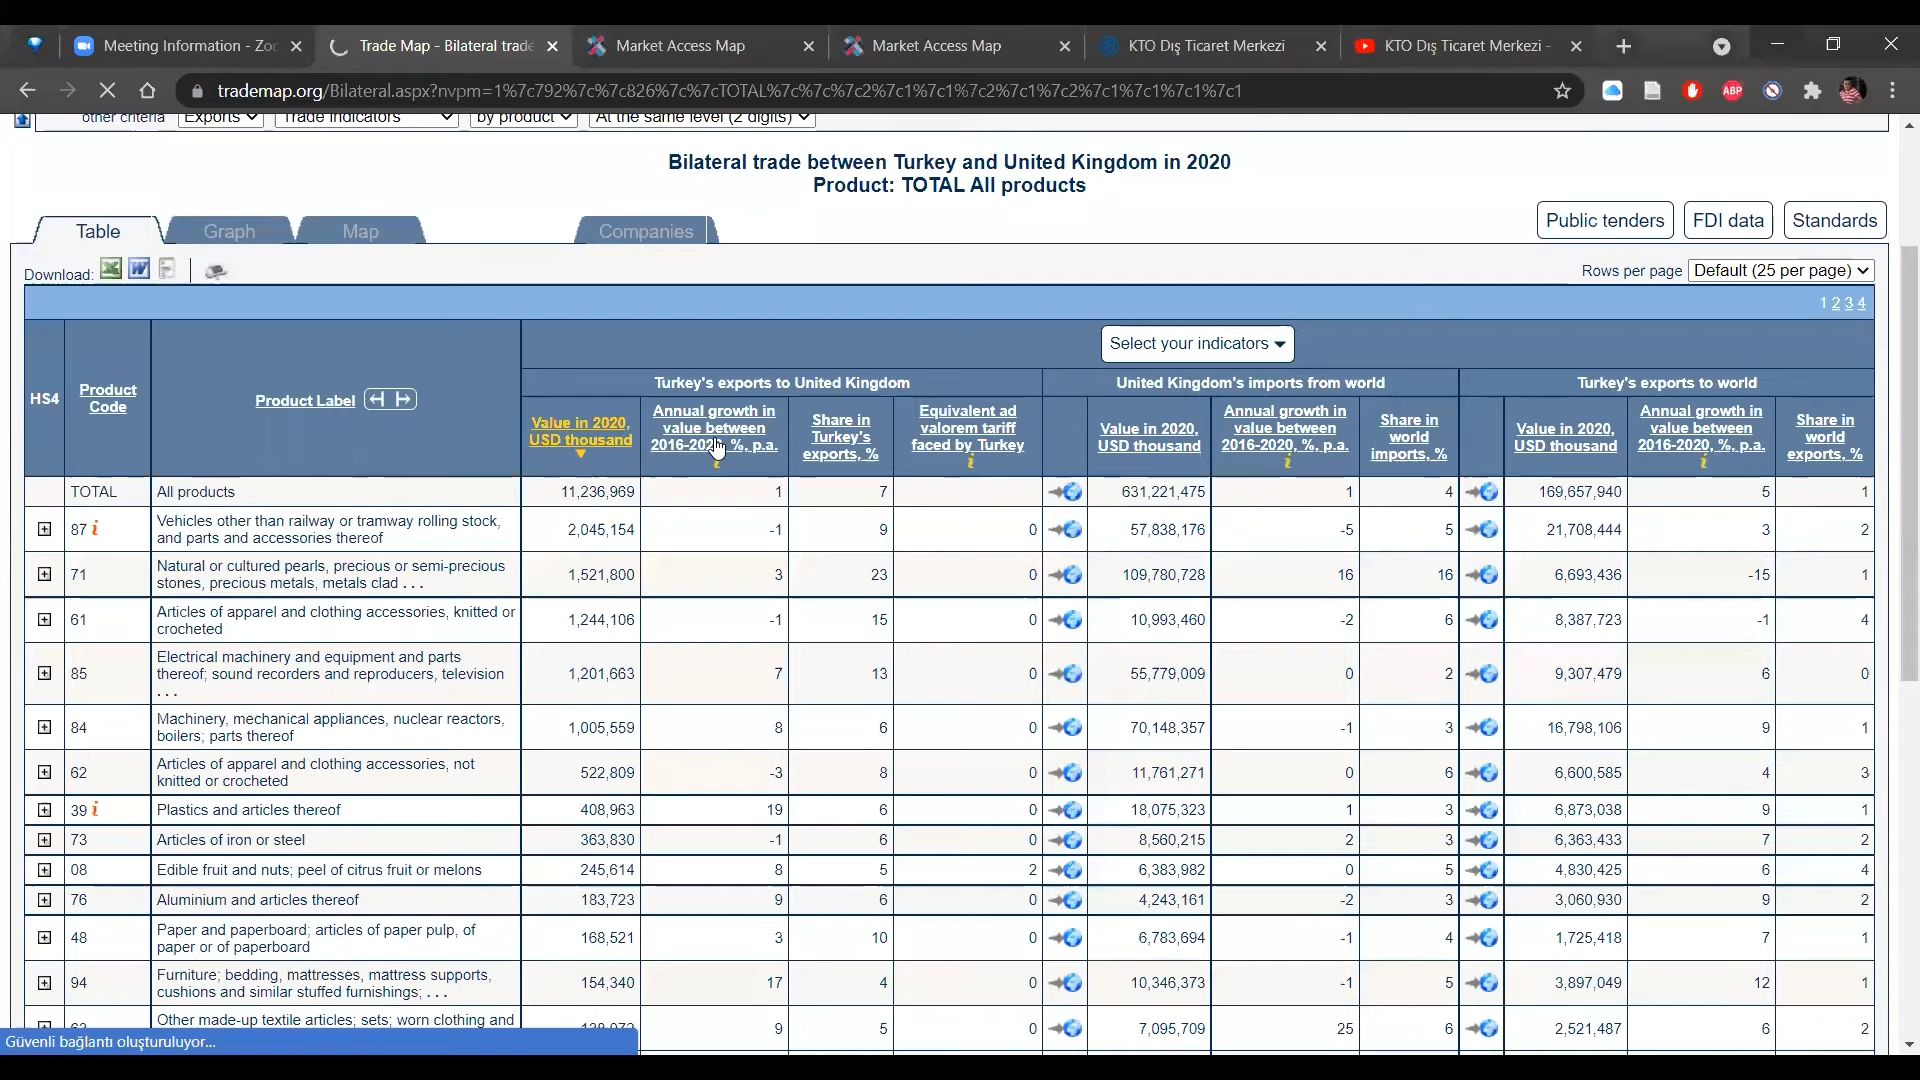 Meeting Information - Zoo
Trade Map - Bilateral trade
Market Access Map
Market Access Map
KTO Dış Ticaret Merkezi
KTO Dış Ticaret Merkezi -
trademap.org/Bilateral.aspx?nvpm=1%7c792%7c%7c826%7c%7cTOTAL%7c%7c%7c2%7c1%7c1%7c2%7c1%7c2%7c1%7c1%7c1%7c1
ABP
other criteria Exports Trade Indicators by product At the same level (2 digits)
Bilateral trade between Turkey and United Kingdom in 2020
Product: TOTAL All products
Table Graph Map Companies
Public tenders FDI data Standards
Download:
Rows per page Default (25 per page)
1 2 3 4
Select your indicators
HS4
Product Code
Product Label
Turkey's exports to United Kingdom
United Kingdom's imports from world
Turkey's exports to world
Value in 2020, USD thousand
Annual growth in value between 2016-2020, %, p.a.
Share in Turkey's exports, %
Equivalent ad valorem tariff faced by Turkey
Value in 2020, USD thousand
Annual growth in value between 2016-2020, %, p.a.
Share in world imports, %
Value in 2020, USD thousand
Annual growth in value between 2016-2020, %, p.a.
Share in world exports, %
TOTAL All products 11,236,969 1 7 631,221,475 1 4 169,657,940 5 1
87 i Vehicles other than railway or tramway rolling stock, and parts and accessories thereof 2,045,154 -1 9 0 57,838,176 -5 5 21,708,444 3 2
71 Natural or cultured pearls, precious or semi-precious stones, precious metals, metals clad . . . 1,521,800 3 23 0 109,780,728 16 16 6,693,436 -15 1
61 Articles of apparel and clothing accessories, knitted or crocheted 1,244,106 -1 15 0 10,993,460 -2 6 8,387,723 -1 4
85 Electrical machinery and equipment and parts thereof; sound recorders and reproducers, television . . . 1,201,663 7 13 0 55,779,009 0 2 9,307,479 6 0
84 Machinery, mechanical appliances, nuclear reactors, boilers; parts thereof 1,005,559 8 6 0 70,148,357 -1 3 16,798,106 9 1
62 Articles of apparel and clothing accessories, not knitted or crocheted 522,809 -3 8 0 11,761,271 0 6 6,600,585 4 3
39 i Plastics and articles thereof 408,963 19 6 0 18,075,323 1 3 6,873,038 9 1
73 Articles of iron or steel 363,830 -1 6 0 8,560,215 2 3 6,363,433 7 2
08 Edible fruit and nuts; peel of citrus fruit or melons 245,614 8 5 2 6,383,982 0 5 4,830,425 6 4
76 Aluminium and articles thereof 183,723 9 6 0 4,243,161 -2 3 3,060,930 9 2
48 Paper and paperboard; articles of paper pulp, of paper or of paperboard 168,521 3 10 0 6,783,694 -1 4 1,725,418 7 1
94 Furniture; bedding, mattresses, mattress supports, cushions and similar stuffed furnishings; . . . 154,340 17 4 0 10,346,373 -1 5 3,897,049 12 1
Other made-up textile articles; sets; worn clothing and 9 5 0 7,095,709 25 6 2,521,487 6 2
Güvenli bağlantı oluşturuluyor...